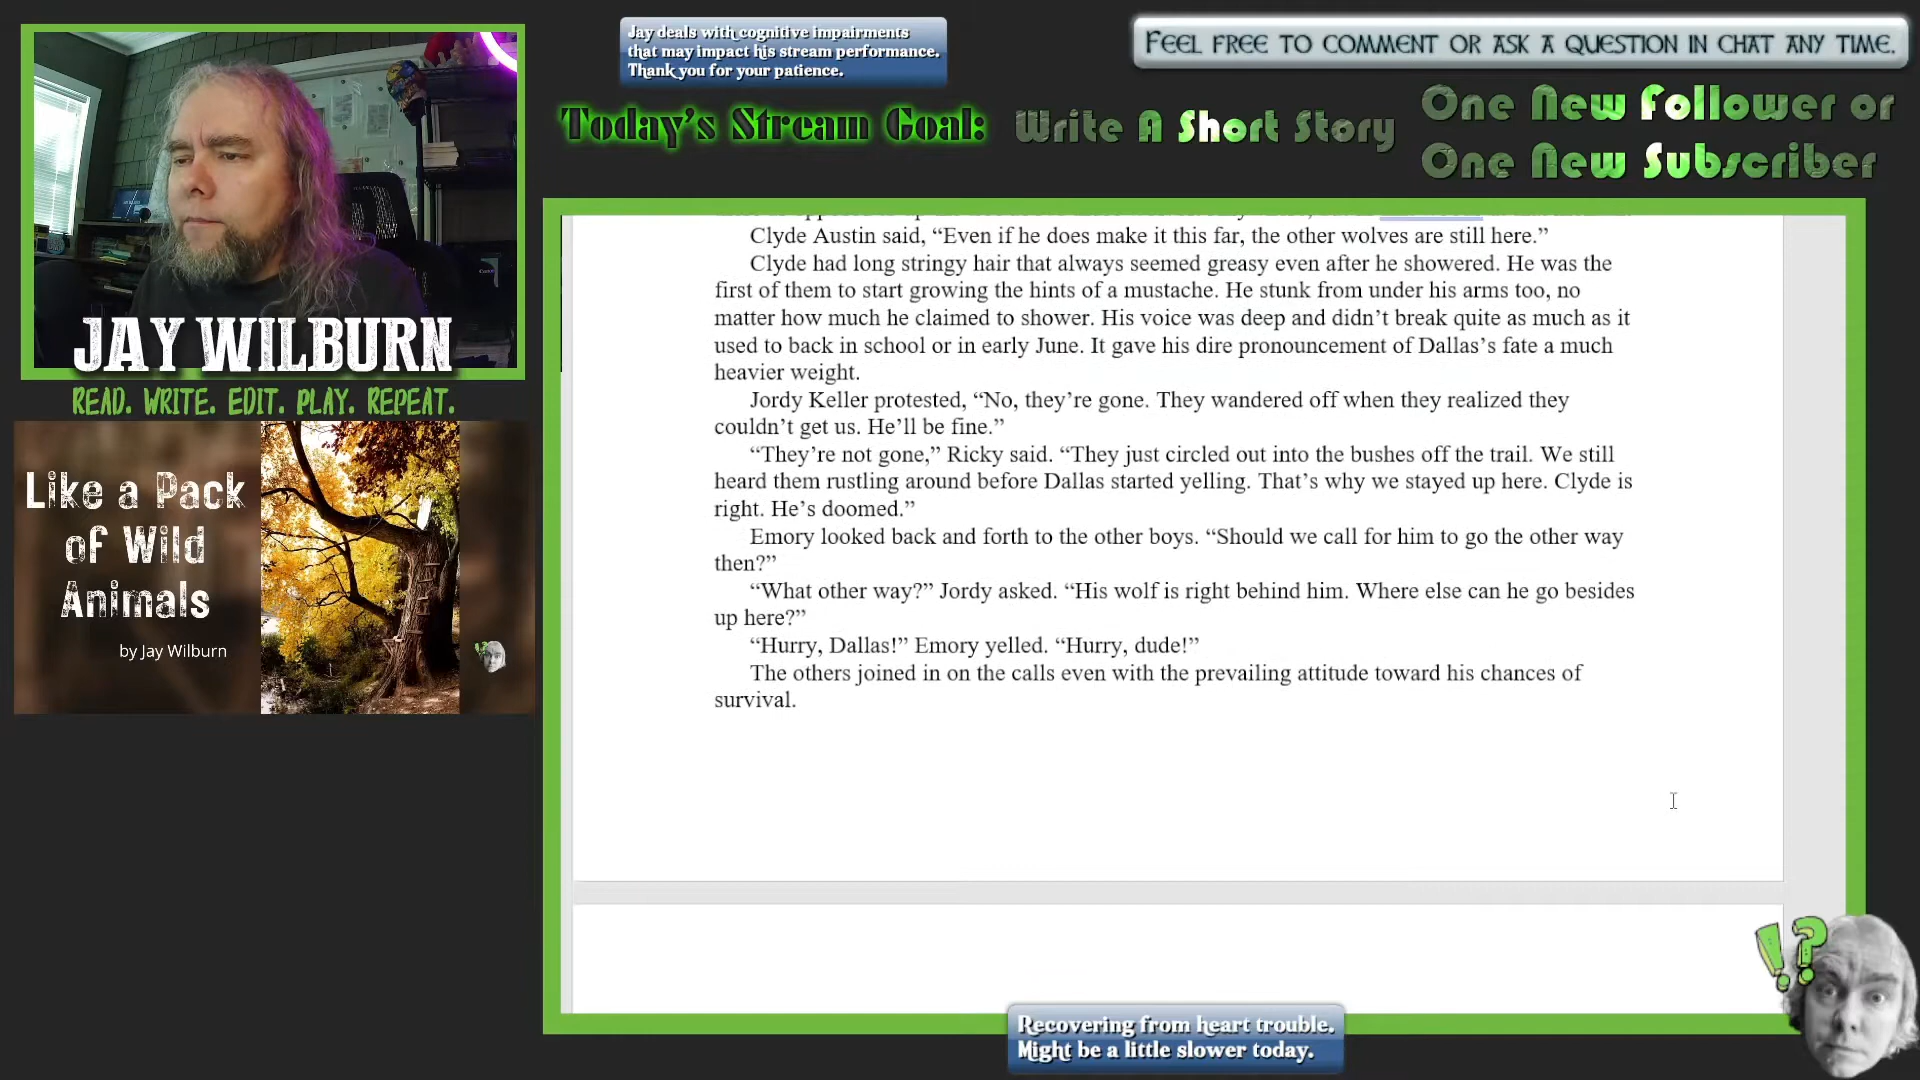 Jay deals with cognitive impairments
that may impact his stream performance.
Thank you for your patience.
FEEL FREE TO COMMENT OR ASK A QUESTION IN CHAT ANY TIME.
Today's Stream Goal:
Write A Short Story
One New Follower or
One New Subscriber
JAY WILBURN
READ. WRITE. EDIT. PLAY. REPEAT.
Like a Pack
of Wild
Animals
by Jay Wilburn
Clyde Austin said, “Even if he does make it this far, the other wolves are still here.”
Clyde had long stringy hair that always seemed greasy even after he showered. He was the
first of them to start growing the hints of a mustache. He stunk from under his arms too, no
matter how much he claimed to shower. His voice was deep and didn’t break quite as much as it
used to back in school or in early June. It gave his dire pronouncement of Dallas’s fate a much
heavier weight.
Jordy Keller protested, “No, they’re gone. They wandered off when they realized they
couldn’t get us. He’ll be fine.”
“They’re not gone,” Ricky said. “They just circled out into the bushes off the trail. We still
heard them rustling around before Dallas started yelling. That’s why we stayed up here. Clyde is
right. He’s doomed.”
Emory looked back and forth to the other boys. “Should we call for him to go the other way
then?”
“What other way?” Jordy asked. “His wolf is right behind him. Where else can he go besides
up here?”
“Hurry, Dallas!” Emory yelled. “Hurry, dude!”
The others joined in on the calls even with the prevailing attitude toward his chances of
survival.
!?
Recovering from heart trouble.
Might be a little slower today.